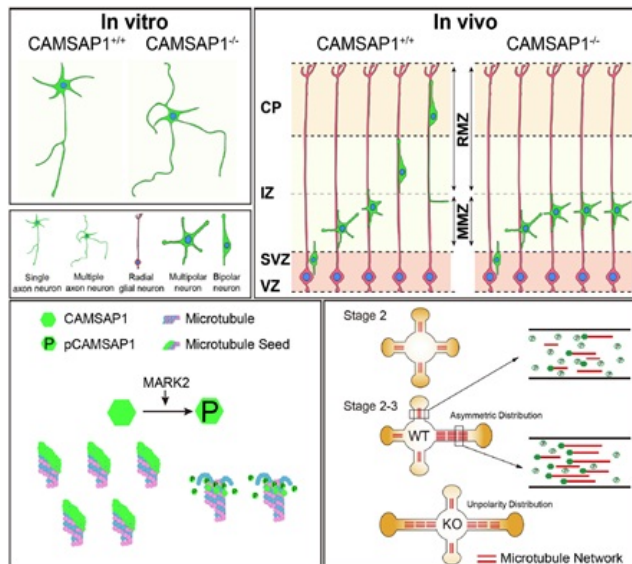 In vitro
CAMSAP1+/+
CAMSAP1-/-
Single axon neuron
Multiple axon neuron
Radial glial neuron
Multipolar neuron
Bipolar neuron
In vivo
CAMSAP1+/+
CAMSAP1-/-
CP
IZ
SVZ
VZ
RMZ
MMZ
CAMSAP1
Microtubule
P
pCAMSAP1
Microtubule Seed
MARK2
P
Stage 2
Stage 2-3
Asymmetric Distribution
WT
Unpolarity Distribution
KO
Microtubule Network